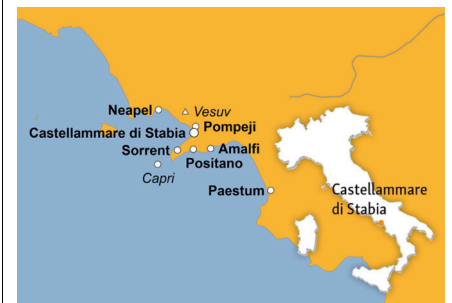 Neapel
Vesuv
Castellammare di Stabia
Pompeji
Sorrent
Amalfi
Positano
Capri
Paestum
Castellammare
di Stabia